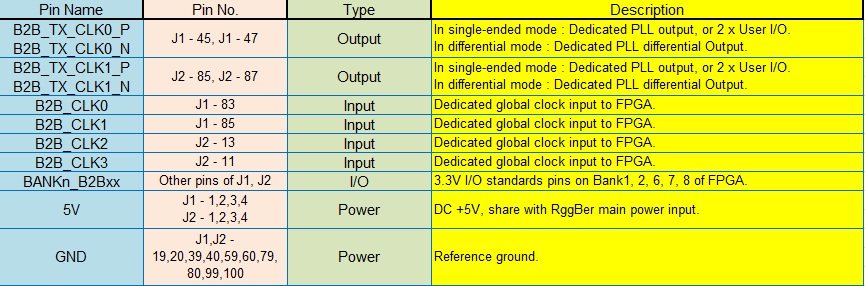 Pin Name Pin No. Type Description
B2B_TX_CLK0_P
B2B_TX_CLK0_N
J1 - 45, J1 - 47
Output
In single-ended mode : Dedicated PLL output, or 2 x User I/O.
In differential mode : Dedicated PLL differential Output.
B2B_TX_CLK1_P
B2B_TX_CLK1_N
J2 - 85, J2 - 87
Output
In single-ended mode : Dedicated PLL output, or 2 x User I/O.
In differential mode : Dedicated PLL differential Output.
B2B_CLK0 J1 - 83 Input Dedicated global clock input to FPGA.
B2B_CLK1 J1 - 85 Input Dedicated global clock input to FPGA.
B2B_CLK2 J2 - 13 Input Dedicated global clock input to FPGA.
B2B_CLK3 J2 - 11 Input Dedicated global clock input to FPGA.
BANKn_B2Bxx Other pins of J1, J2 I/O 3.3V I/O standards pins on Bank1, 2, 6, 7, 8 of FPGA.
5V
J1 - 1,2,3,4
J2 - 1,2,3,4
Power
DC +5V, share with RggBer main power input.
GND
J1,J2 -
19,20,39,40,59,60,79,
80,99,100
Power
Reference ground.